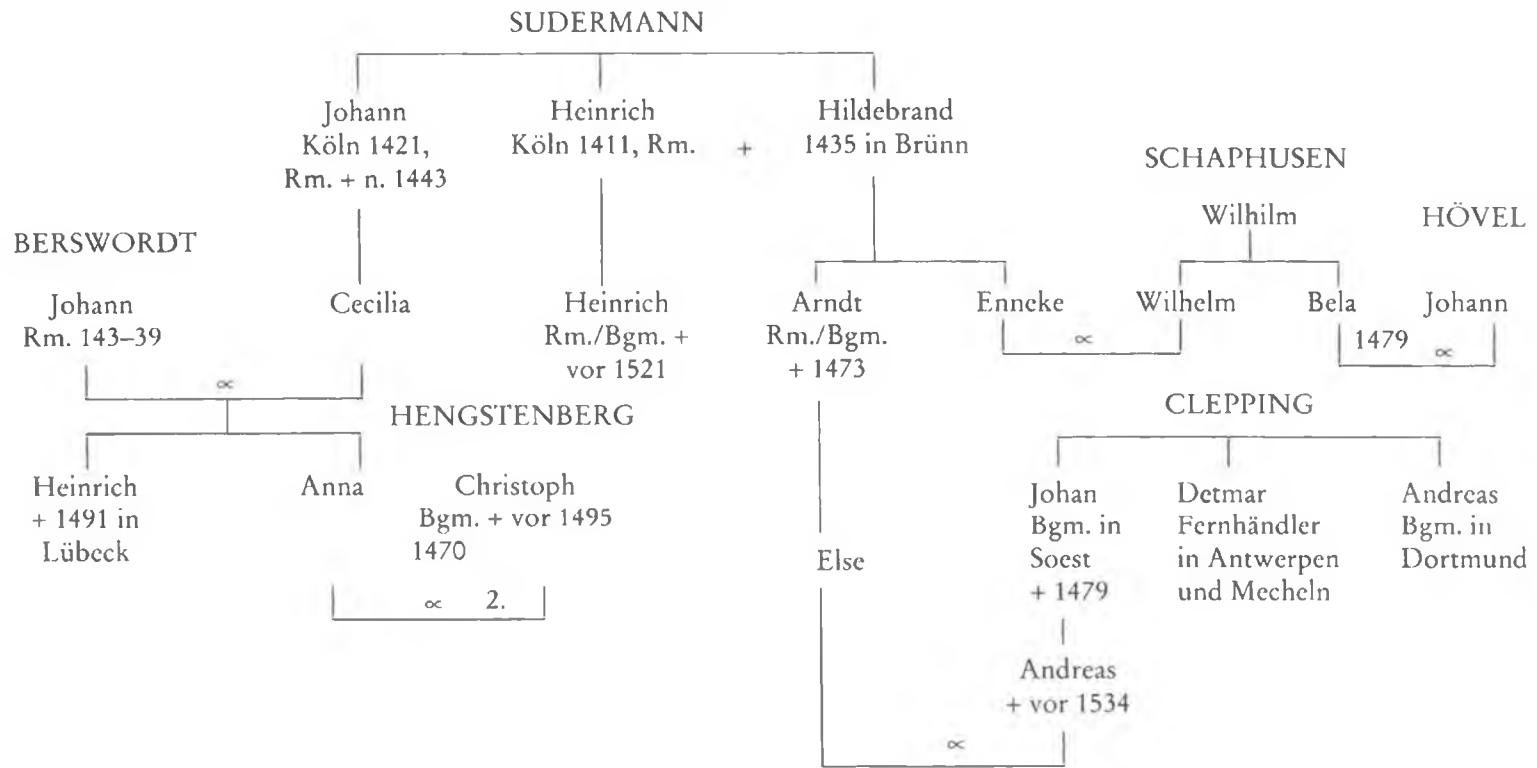 SUDERMANN
Johann
Köln 1421,
Rm. + n. 1443
Heinrich
Köln 1411, Rm.
+
Hildebrand
1435 in Brünn
SCHAPHUSEN
Wilhilm
HÖVEL
BERSWORDT
Johann
Rm. 143–39
Cecilia
Heinrich
Rm./Bgm. +
vor 1521
Arndt
Rm./Bgm.
+ 1473
Enneke
Wilhelm
Bela
Johann
∝
1479 ∝
∝
HENGSTENBERG
CLEPPING
Heinrich
+ 1491 in
Lübeck
Anna
Christoph
Bgm. + vor 1495
1470
∝ 2.
Else
Johan
Bgm. in
Soest
+ 1479
Detmar
Fernhändler
in Antwerpen
und Mecheln
Andreas
Bgm. in
Dortmund
Andreas
+ vor 1534
∝